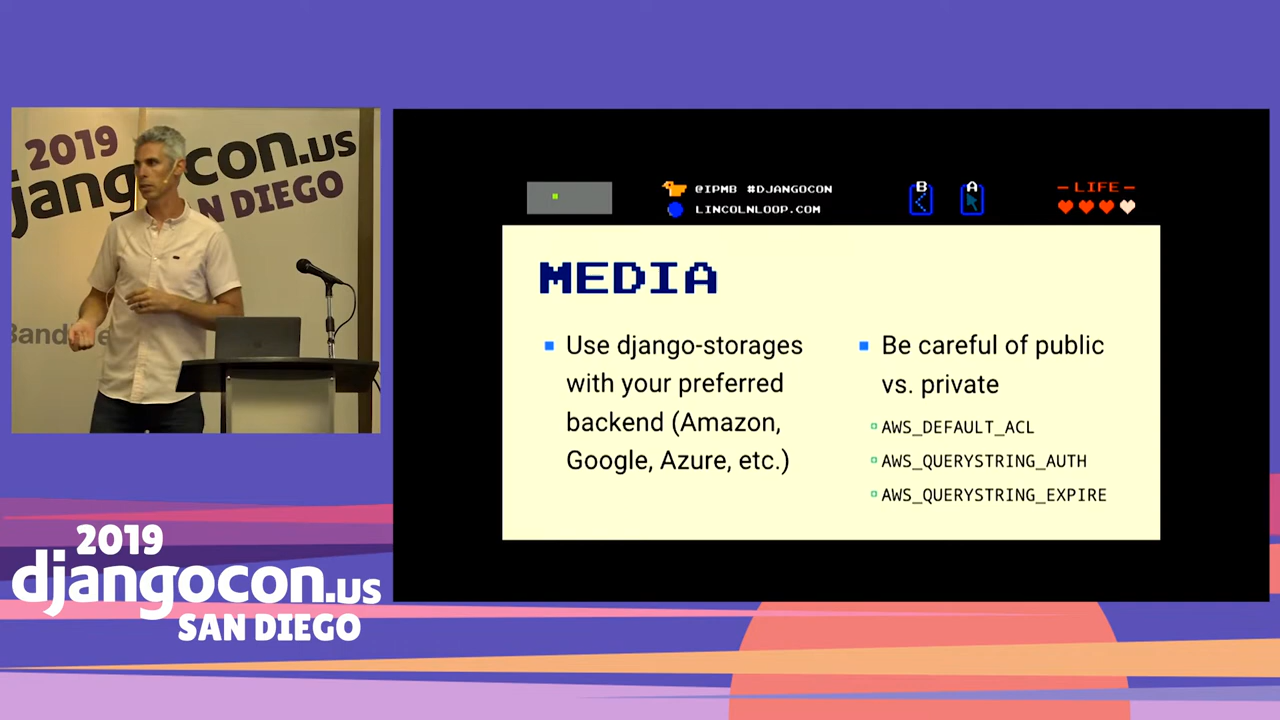 2019
djangocon.us
SAN DIEGO
@IPMB #DJANGOCON
LINCOLNLOOP.COM
B
A
– LIFE –
MEDIA
Use django-storages
with your preferred
backend (Amazon,
Google, Azure, etc.)
Be careful of public
vs. private
AWS_DEFAULT_ACL
AWS_QUERYSTRING_AUTH
AWS_QUERYSTRING_EXPIRE
2019
djangocon.us
SAN DIEGO